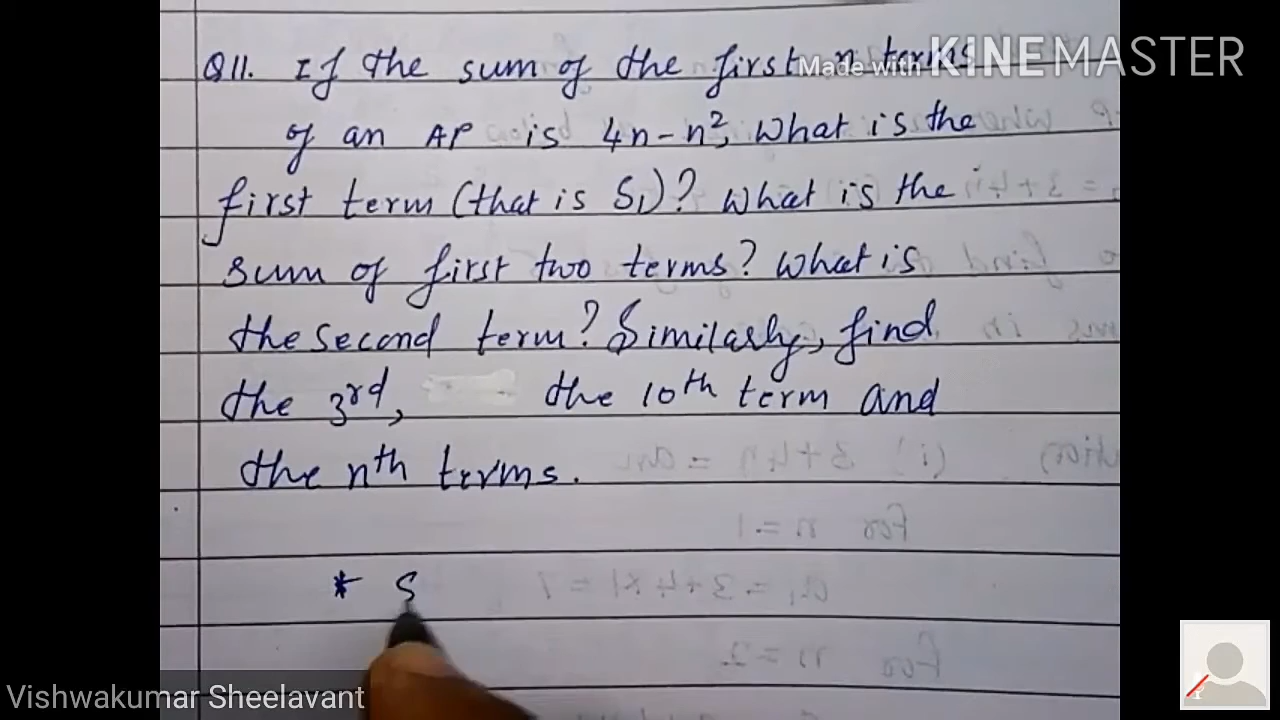 Made with KINEMASTER
Q11. If the sum of the first n terms
of an AP is 4n-n², What is the
first term (that is S₁)? What is the
sum of first two terms? What is
the second term? Similarly, find
the 3rd, the 10th term and
the nth terms.
* S
Vishwakumar Sheelavant